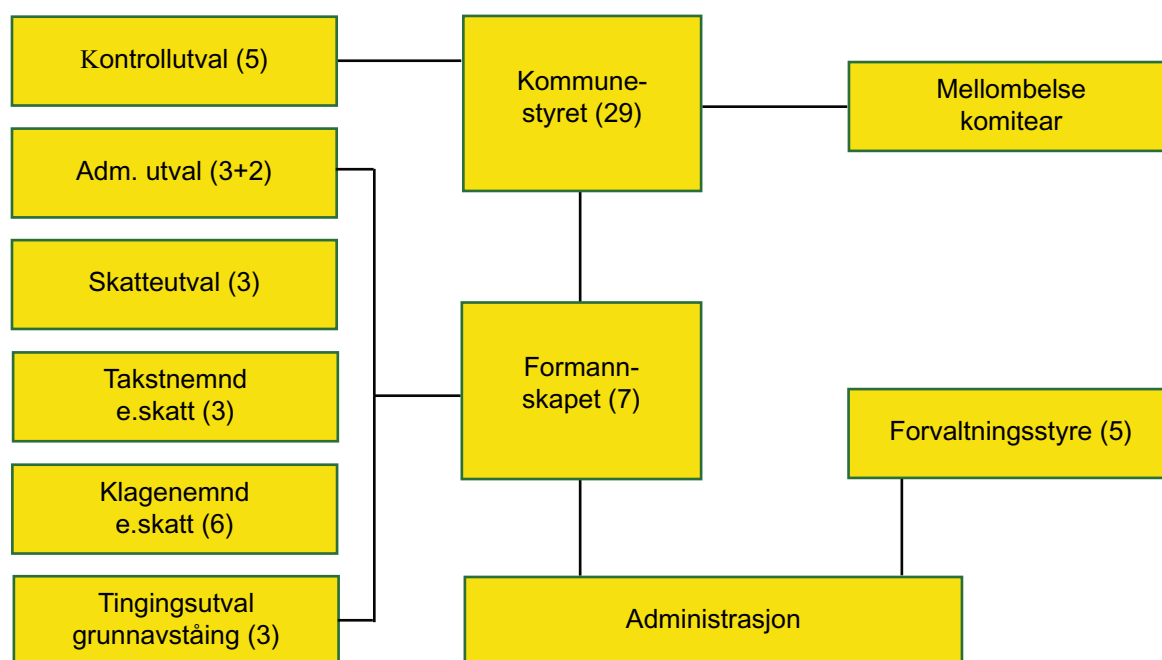 Kontrollutval (5)
Adm. utval (3+2)
Skatteutval (3)
Takstnemnd
e.skatt (3)
Klagenemnd
e.skatt (6)
Tingingsutval
grunnavståing (3)
Kommune-
styret (29)
Formann-
skapet (7)
Administrasjon
Mellombelse
komitear
Forvaltningsstyre (5)